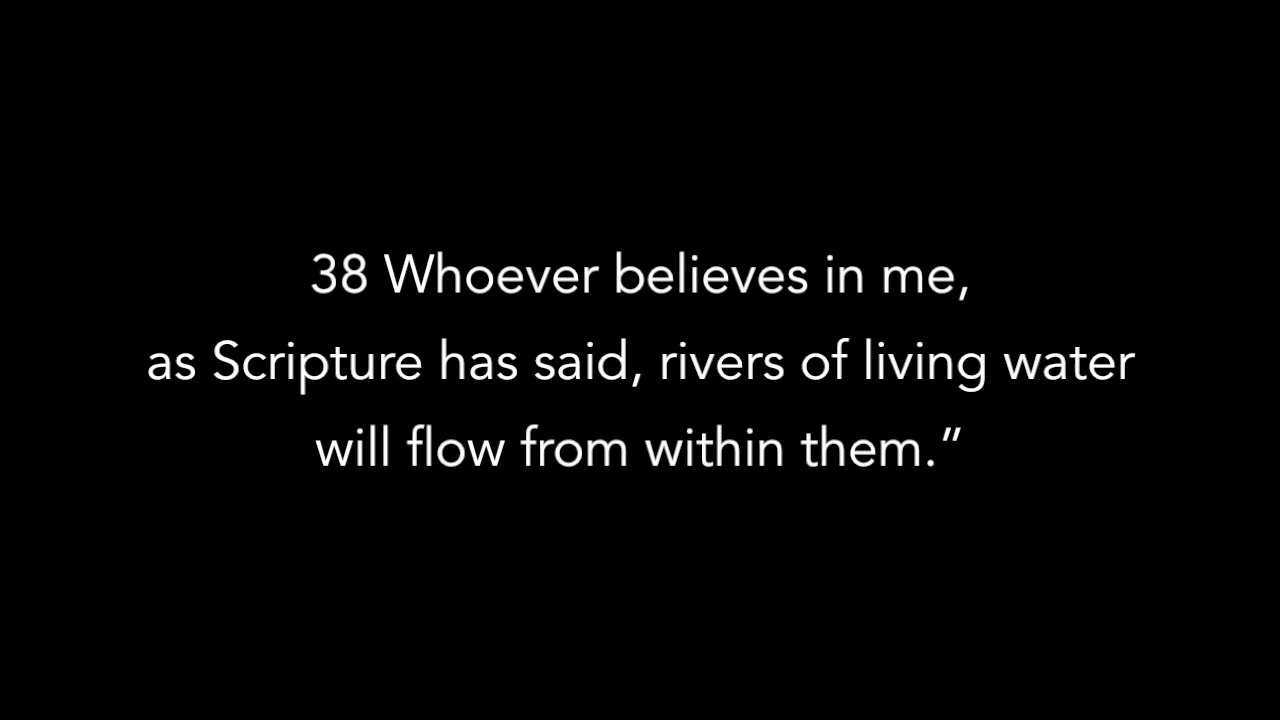 38 Whoever believes in me,
as Scripture has said, rivers of living water
will flow from within them.”